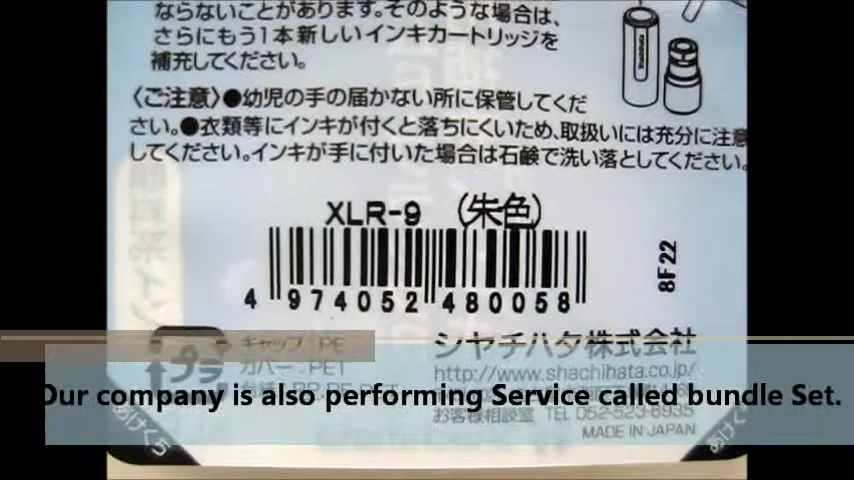 ならないことがあります。そのような場合は、
さらにもう1本新しいインキカートリッジを
補充してください。
〈ご注意〉●幼児の手の届かない所に保管してくだ
さい。●衣類等にインキが付くと落ちにくいため、取扱いには充分に注意
してください。インキが手に付いた場合は石鹸で洗い落としてください。
XLR-9 (朱色)
4 974052 480058
8F22
プラ
キャップ:PE
カバー:PET
シヤチハタ株式会社
http://www.shachihata.co.jp/
Our company is also performing Service called bundle Set.
お客様相談室 TEL 052-523-6935
MADE IN JAPAN
あけくち
あけく